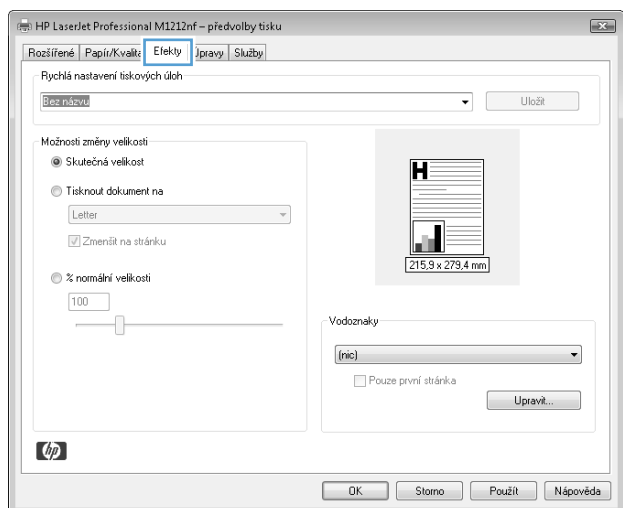 HP LaserJet Professional M1212nf – předvolby tisku
Rozšířené Papír/Kvalita Efekty Úpravy Služby
Rychlá nastavení tiskových úloh
Bez názvu Uložit
Možnosti změny velikosti
Skutečná velikost
Tisknout dokument na
Letter
Zmenšit na stránku
% normální velikosti
100
H
215,9 x 279,4 mm
Vodoznaky
(nic)
Pouze první stránka
Upravit...
hp
OK Storno Použít Nápověda